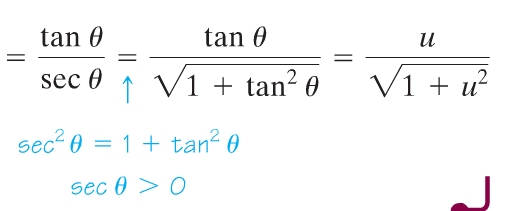 = tan θ / sec θ = tan θ / √(1 + tan² θ) = u / √(1 + u²)
↑
sec² θ = 1 + tan² θ
sec θ > 0